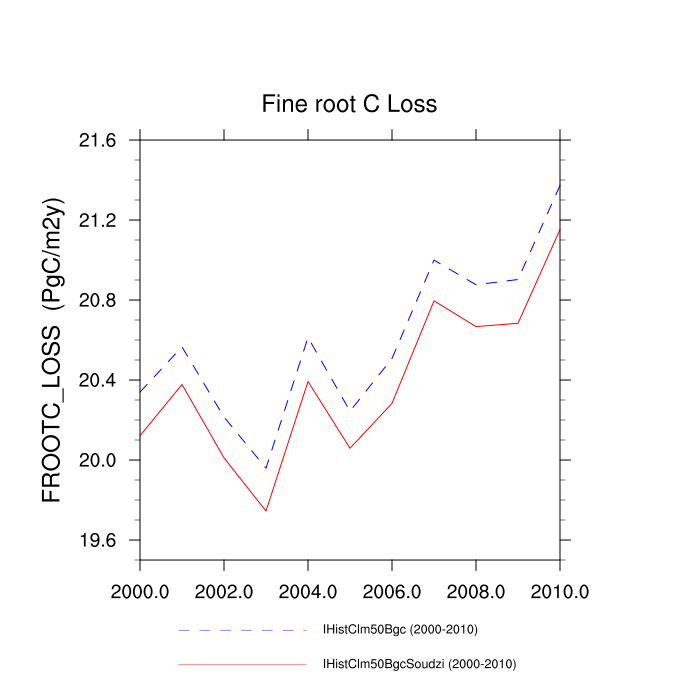 Fine root C Loss
FROOTC_LOSS (PgC/m2y)
21.6
21.2
20.8
20.4
20.0
19.6
2000.0 2002.0 2004.0 2006.0 2008.0 2010.0
IHistClm50Bgc (2000-2010)
IHistClm50BgcSoudzi (2000-2010)